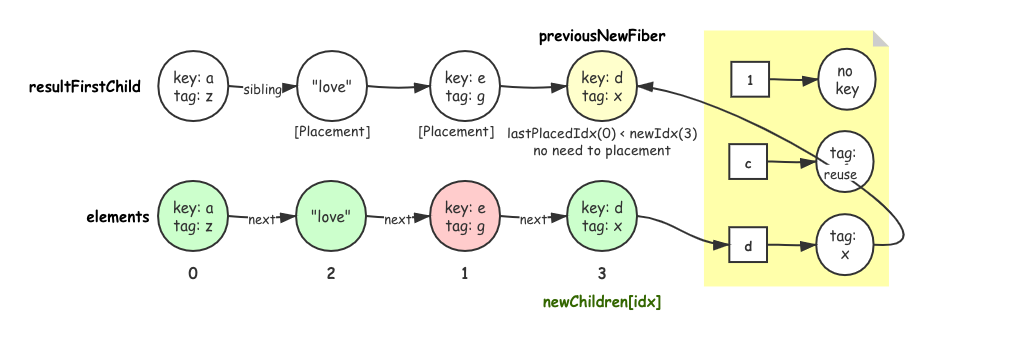 previousNewFiber
resultFirstChild
key: a
tag: z
sibling
"love"
key: e
tag: g
key: d
tag: x
[Placement]
[Placement]
lastPlacedIdx(0) < newIdx(3)
no need to placement
1
no
key
c
tag:
reuse
d
tag:
x
elements
key: a
tag: z
next
"love"
next
key: e
tag: g
next
key: d
tag: x
0
2
1
3
newChildren[idx]